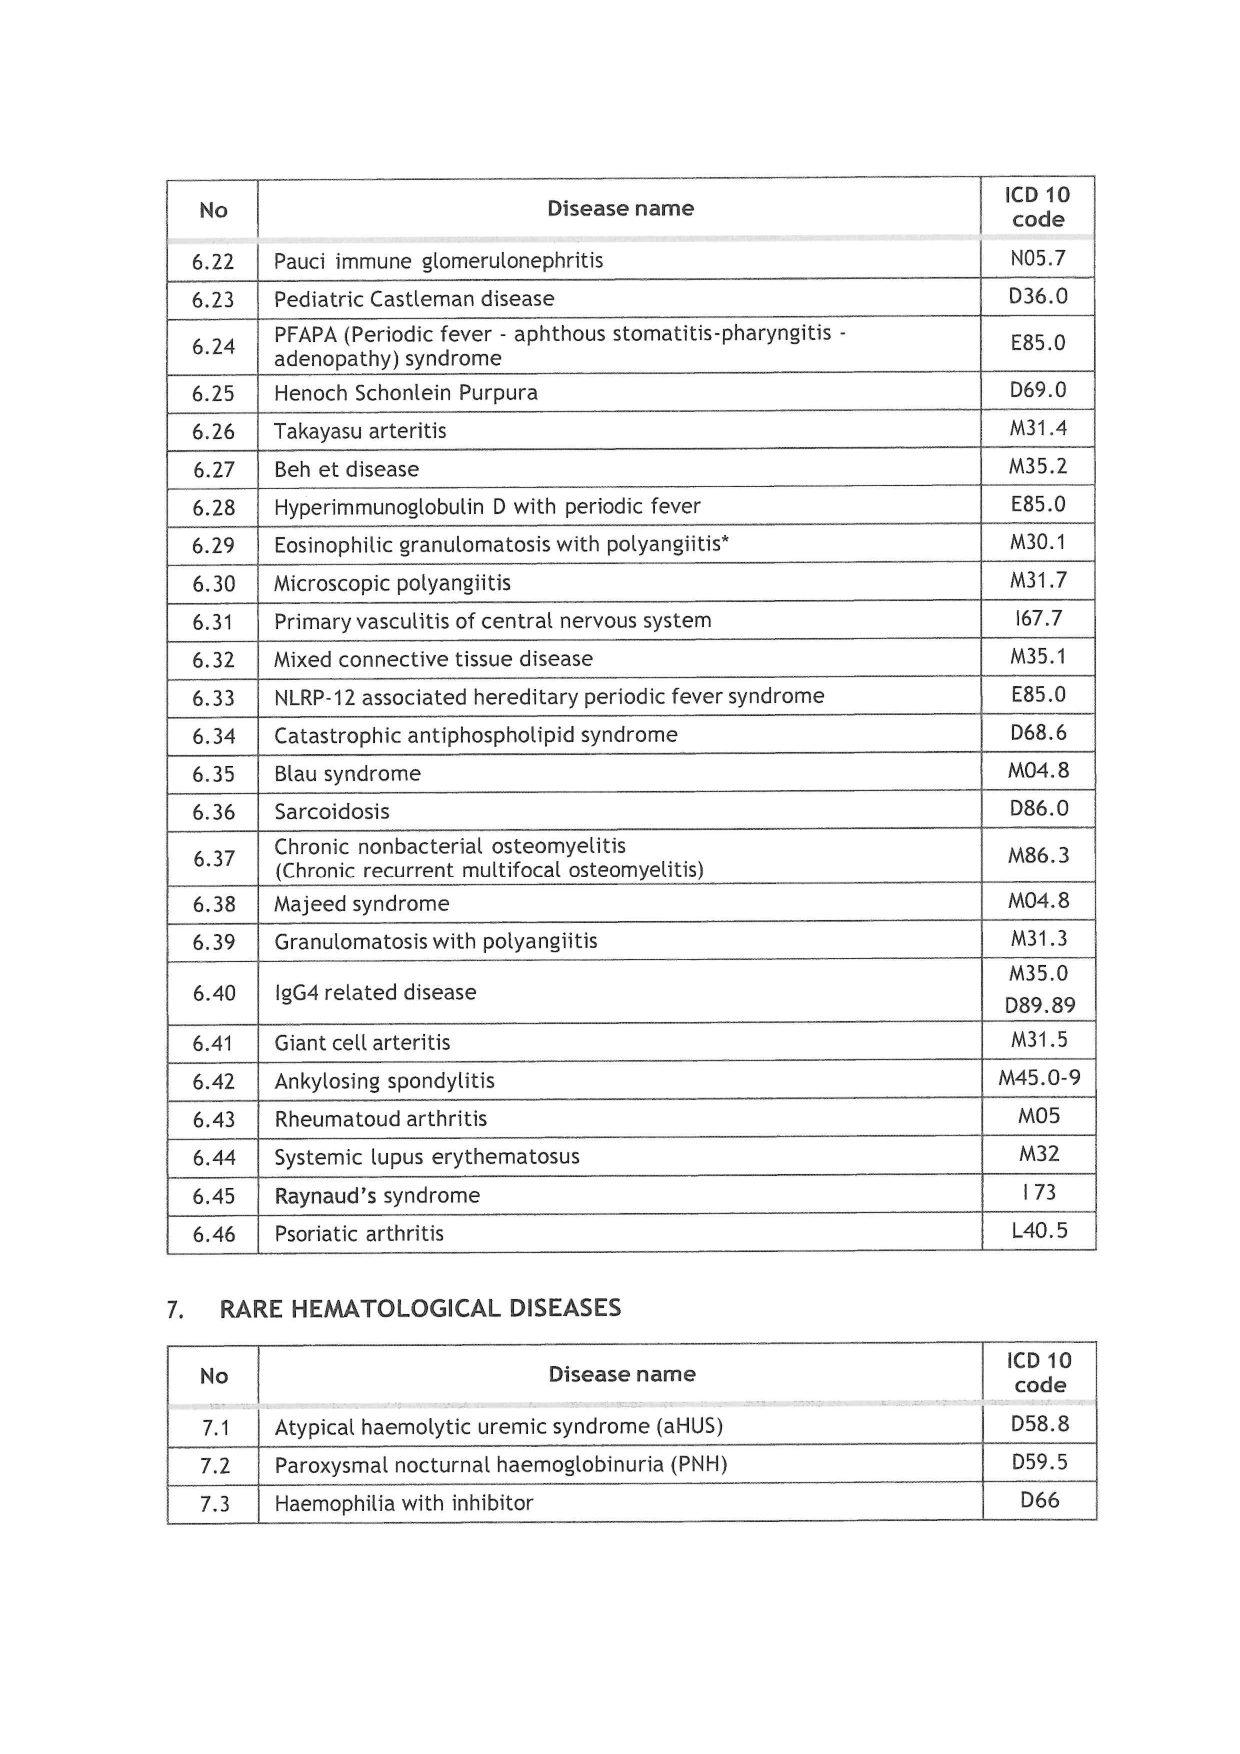 No Disease name ICD 10
code
6.22 Pauci immune glomerulonephritis N05.7
6.23 Pediatric Castleman disease D36.0
6.24 PFAPA (Periodic fever - aphthous stomatitis-pharyngitis -
adenopathy) syndrome E85.0
6.25 Henoch Schonlein Purpura D69.0
6.26 Takayasu arteritis M31.4
6.27 Beh et disease M35.2
6.28 Hyperimmunoglobulin D with periodic fever E85.0
6.29 Eosinophilic granulomatosis with polyangiitis* M30.1
6.30 Microscopic polyangiitis M31.7
6.31 Primary vasculitis of central nervous system I67.7
6.32 Mixed connective tissue disease M35.1
6.33 NLRP-12 associated hereditary periodic fever syndrome E85.0
6.34 Catastrophic antiphospholipid syndrome D68.6
6.35 Blau syndrome M04.8
6.36 Sarcoidosis D86.0
6.37 Chronic nonbacterial osteomyelitis
(Chronic recurrent multifocal osteomyelitis) M86.3
6.38 Majeed syndrome M04.8
6.39 Granulomatosis with polyangiitis M31.3
6.40 IgG4 related disease M35.0
D89.89
6.41 Giant cell arteritis M31.5
6.42 Ankylosing spondylitis M45.0-9
6.43 Rheumatoud arthritis M05
6.44 Systemic lupus erythematosus M32
6.45 Raynaud's syndrome I 73
6.46 Psoriatic arthritis L40.5
7. RARE HEMATOLOGICAL DISEASES
No Disease name ICD 10
code
7.1 Atypical haemolytic uremic syndrome (aHUS) D58.8
7.2 Paroxysmal nocturnal haemoglobinuria (PNH) D59.5
7.3 Haemophilia with inhibitor D66